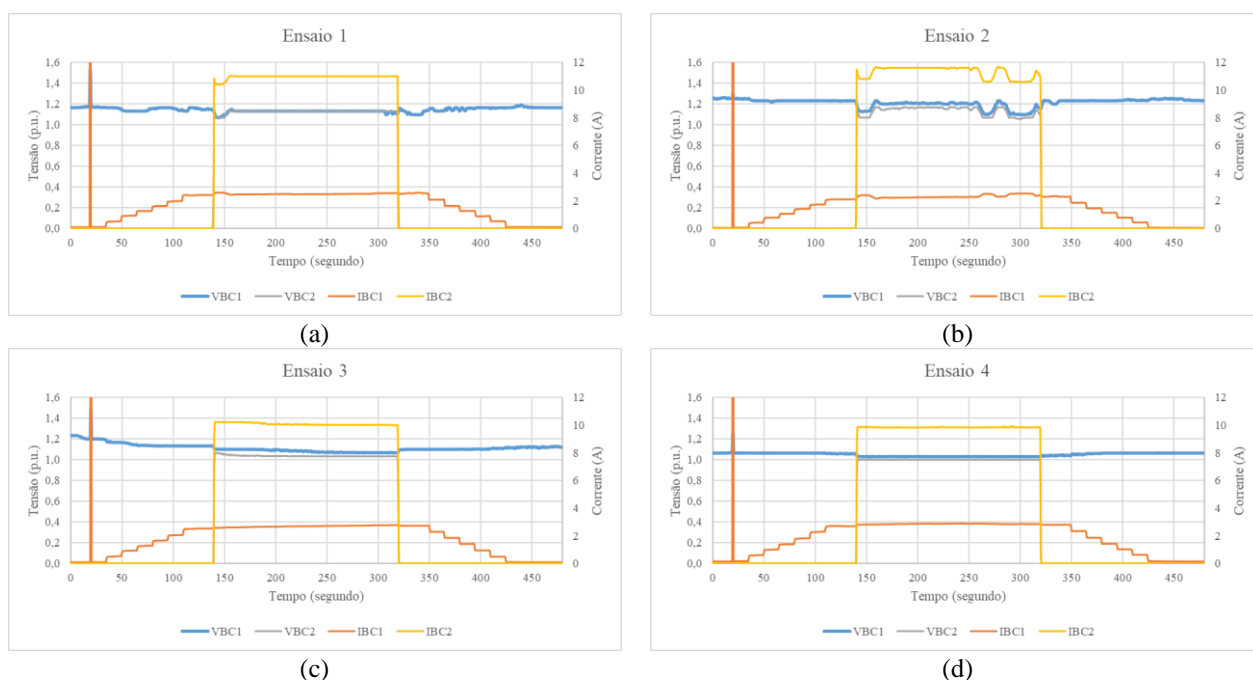 Ensaio 1
1,6
1,4
1,2
1,0
0,8
0,6
0,4
0,2
0,0
Tensão (p.u.)
12
10
8
6
4
2
0
Corrente (A)
0 50 100 150 200 250 300 350 400 450
Tempo (segundo)
VBC1 VBC2 IBC1 IBC2
(a)
Ensaio 2
1,6
1,4
1,2
1,0
0,8
0,6
0,4
0,2
0,0
Tensão (p.u.)
12
10
8
6
4
2
0
Corrente (A)
0 50 100 150 200 250 300 350 400 450
Tempo (segundo)
VBC1 VBC2 IBC1 IBC2
(b)
Ensaio 3
1,6
1,4
1,2
1,0
0,8
0,6
0,4
0,2
0,0
Tensão (p.u.)
12
10
8
6
4
2
0
Corrente (A)
0 50 100 150 200 250 300 350 400 450
Tempo (segundo)
VBC1 VBC2 IBC1 IBC2
(c)
Ensaio 4
1,6
1,4
1,2
1,0
0,8
0,6
0,4
0,2
0,0
Tensão (p.u.)
12
10
8
6
4
2
0
Corrente (A)
0 50 100 150 200 250 300 350 400 450
Tempo (segundo)
VBC1 VBC2 IBC1 IBC2
(d)